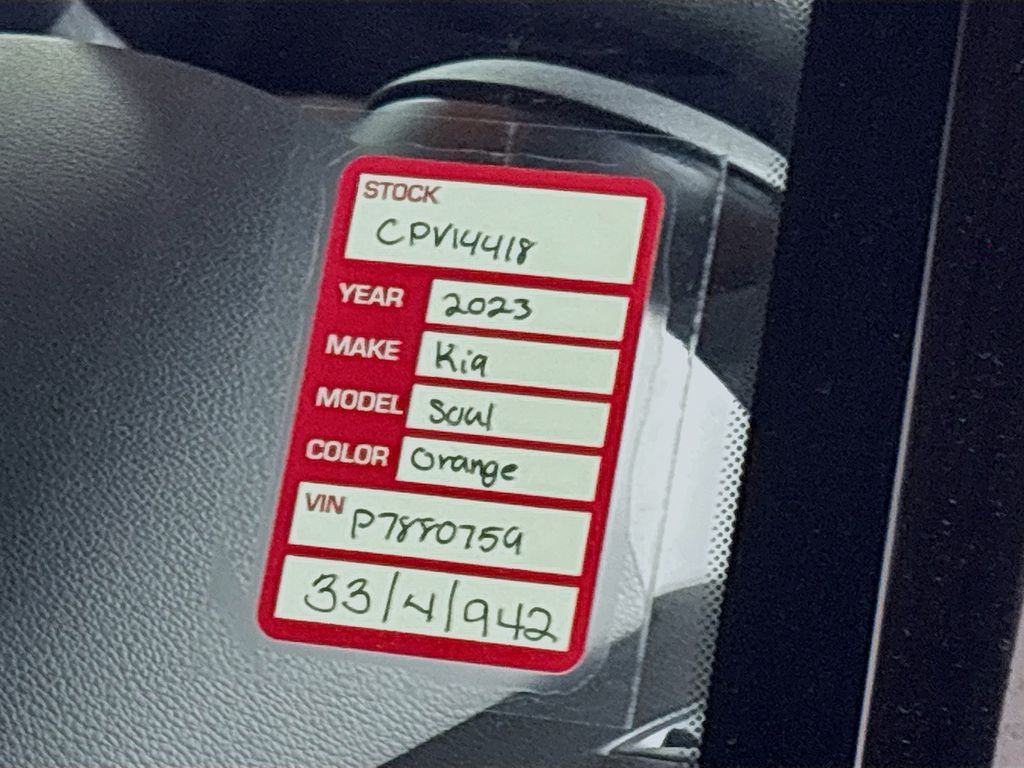 STOCK
CPV14418
YEAR 2023
MAKE Kia
MODEL Soul
COLOR Orange
VIN P7880759
33/4/942